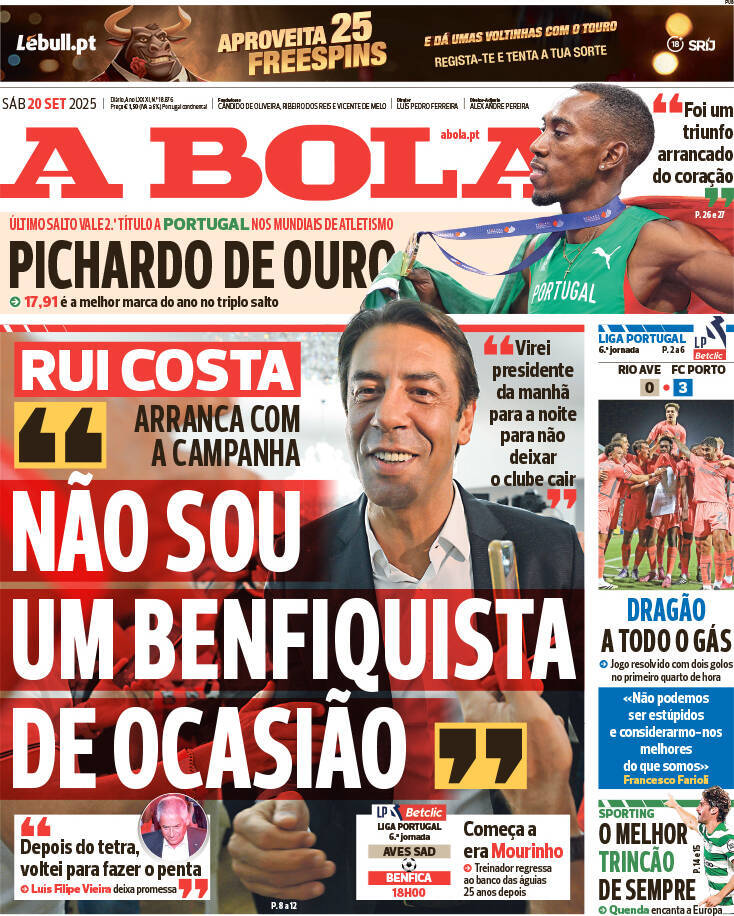 PUB
Lebull.pt
APROVEITA 25
FREESPINS
E DÁ UMAS VOLTINHAS COM O TOURO
REGISTA-TE E TENTA A TUA SORTE
18
SRIJ
SÁB 20 SET 2025
Diário, Ano LXXXI, N.º 18.876
Preço € 1,50 (IVA a 6%) Portugal continental
Fundadores
CÂNDIDO DE OLIVEIRA, RIBEIRO DOS REIS E VICENTE DE MELO
Diretor
LUÍS PEDRO FERREIRA
Diretor-Adjunto
ALEXANDRE PEREIRA
A BOLA
abola.pt
“Foi um
triunfo
arrancado
do coração”
P. 26 e 27
ÚLTIMO SALTO VALE 2.º TÍTULO A PORTUGAL NOS MUNDIAIS DE ATLETISMO
PICHARDO DE OURO
17,91 é a melhor marca do ano no triplo salto
PORTUGAL
RUI COSTA
ARRANCA COM
A CAMPANHA
“NÃO SOU
UM BENFIQUISTA
DE OCASIÃO”
“Virei
presidente
da manhã
para a noite
para não
deixar
o clube cair”
“Depois do tetra,
voltei para fazer o penta”
Luís Filipe Vieira deixa promessa
P. 8 a 12
LP Betclic
LIGA PORTUGAL
6.ª jornada
AVES SAD
BENFICA
18H00
Começa a
era Mourinho
Treinador regressa
ao banco das águias
25 anos depois
LIGA PORTUGAL
6.ª jornada P. 2 a 6
LP
Betclic
RIO AVE FC PORTO
0 • 3
DRAGÃO
A TODO O GÁS
Jogo resolvido com dois golos
no primeiro quarto de hora
«Não podemos
ser estúpidos
e considerarmo-nos
melhores
do que somos»
Francesco Farioli
SPORTING
O MELHOR
TRINCÃO
DE SEMPRE
P. 14 e 15
Quenda encanta a Europa